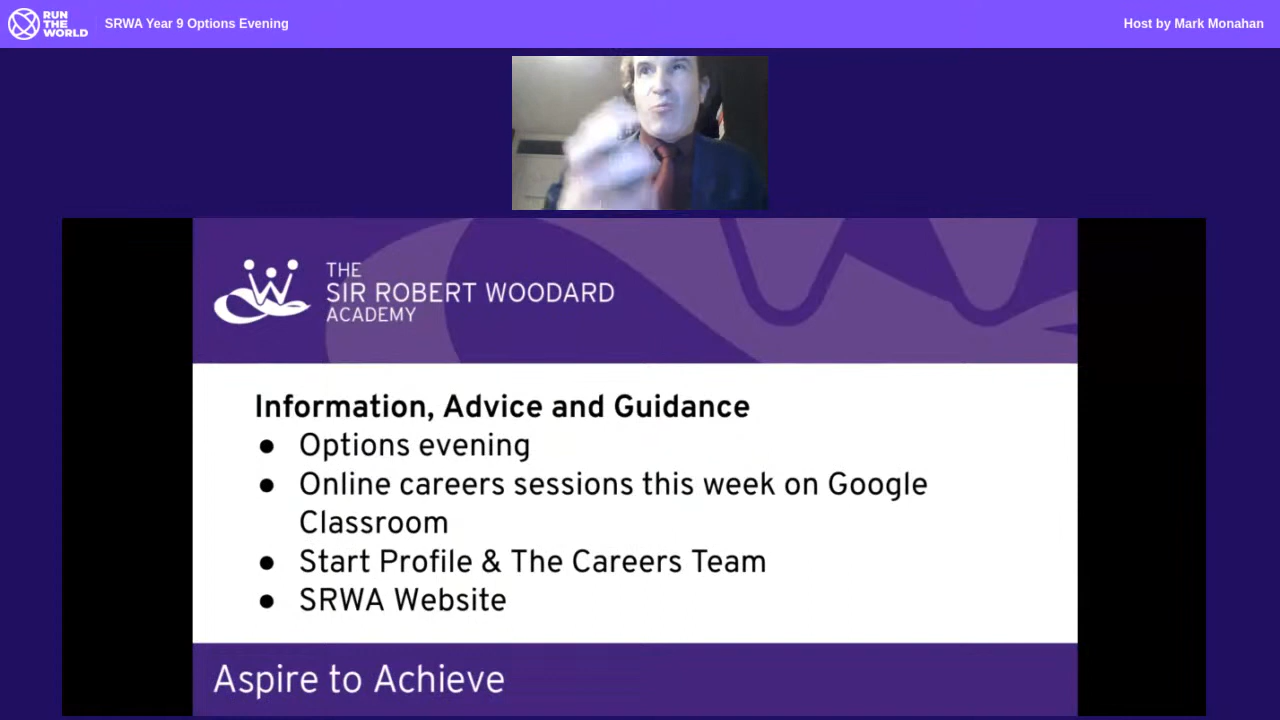 RUN
THE
WORLD
SRWA Year 9 Options Evening
Host by Mark Monahan
THE
SIR ROBERT WOODARD
ACADEMY
Information, Advice and Guidance
● Options evening
● Online careers sessions this week on Google
Classroom
● Start Profile & The Careers Team
● SRWA Website
Aspire to Achieve